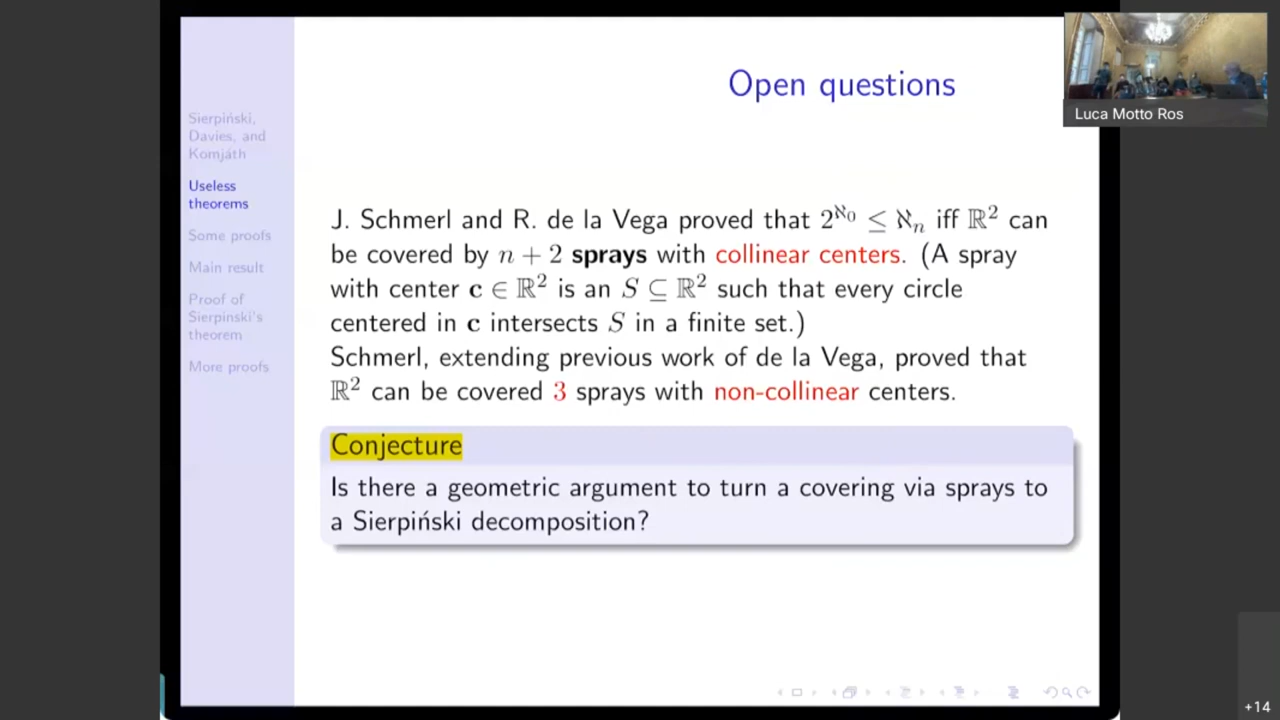 Open questions
Luca Motto Ros
Sierpiński,
Davies, and
Komjáth
Useless
theorems
Some proofs
Main result
Proof of
Sierpinski's
theorem
More proofs
J. Schmerl and R. de la Vega proved that 2^ℵ₀ ≤ ℵₙ iff ℝ² can
be covered by n + 2 sprays with collinear centers. (A spray
with center c ∈ ℝ² is an S ⊆ ℝ² such that every circle
centered in c intersects S in a finite set.)
Schmerl, extending previous work of de la Vega, proved that
ℝ² can be covered 3 sprays with non-collinear centers.
Conjecture
Is there a geometric argument to turn a covering via sprays to
a Sierpiński decomposition?
+14